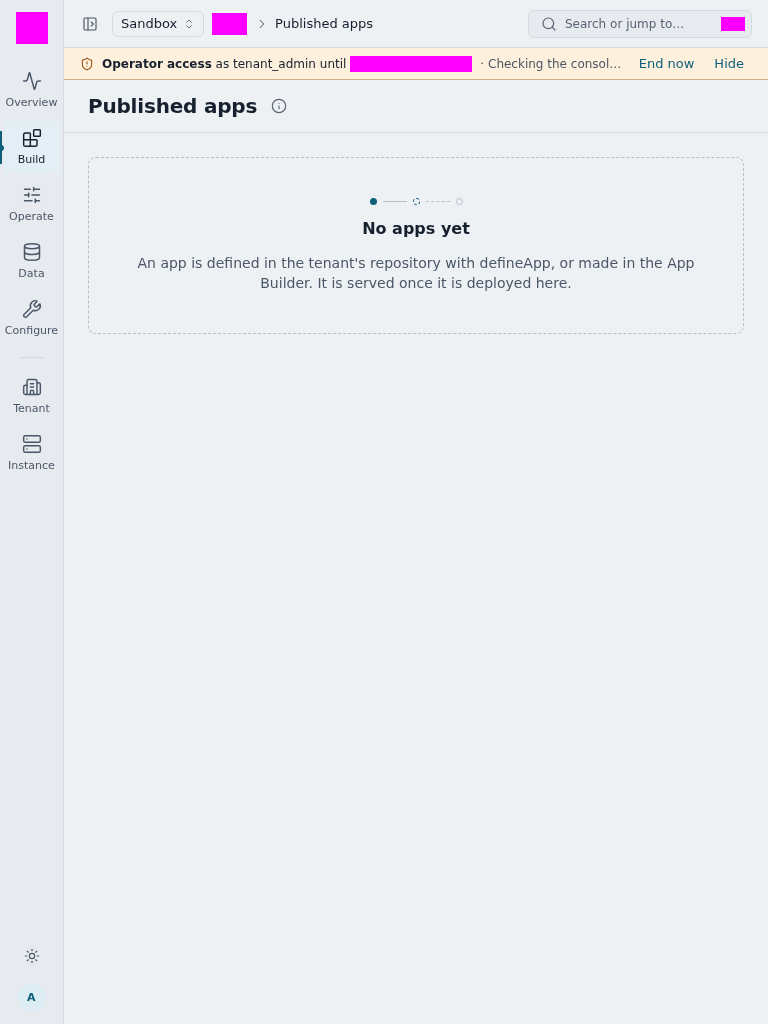 Sandbox
Published apps
Search or jump to…
Operator access as tenant_admin until
· Checking the consol…
End now
Hide
Overview
Build
Operate
Data
Configure
Tenant
Instance
A
Published apps
No apps yet
An app is defined in the tenant's repository with defineApp, or made in the App
Builder. It is served once it is deployed here.